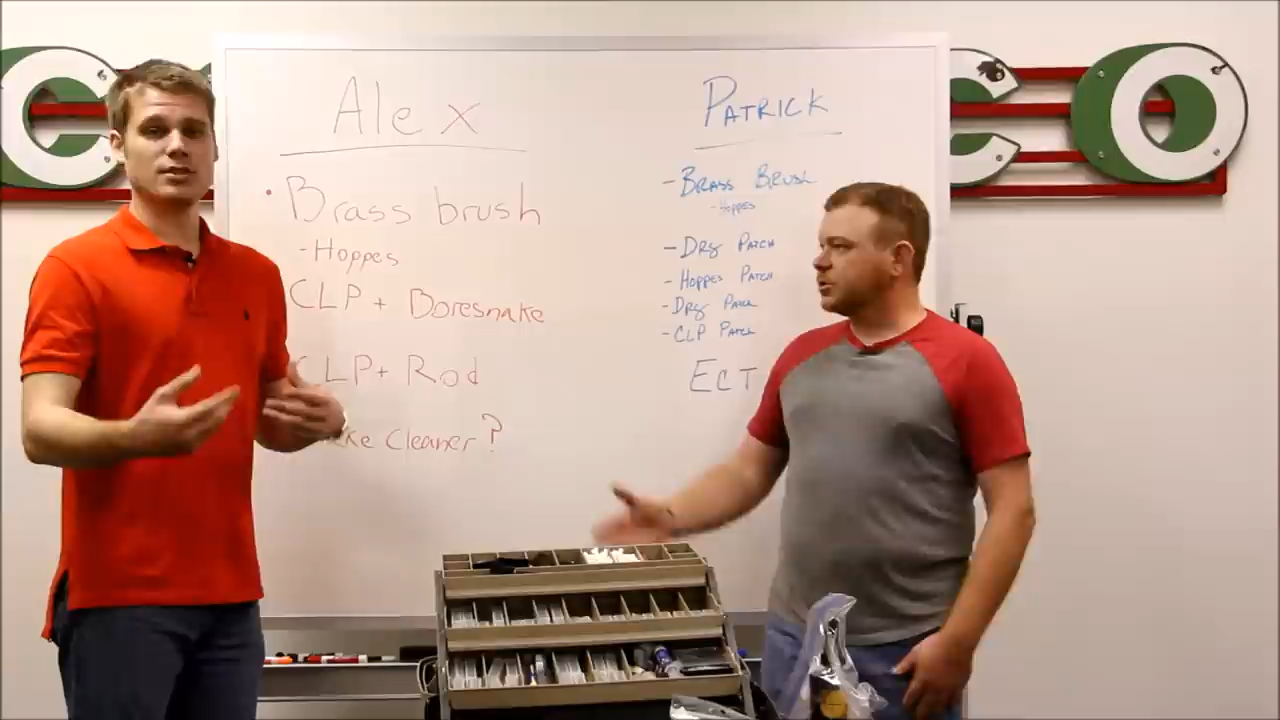 Alex
• Brass brush
- Hoppes
CLP + Boresnake
CLP + Rod
Cleaner?
PATRICK
- BRASS BRUSH
- HOPPES
- DRY PATCH
- HOPPES PATCH
- DRY PATCH
- CLP PATCH
ECT
C
CO